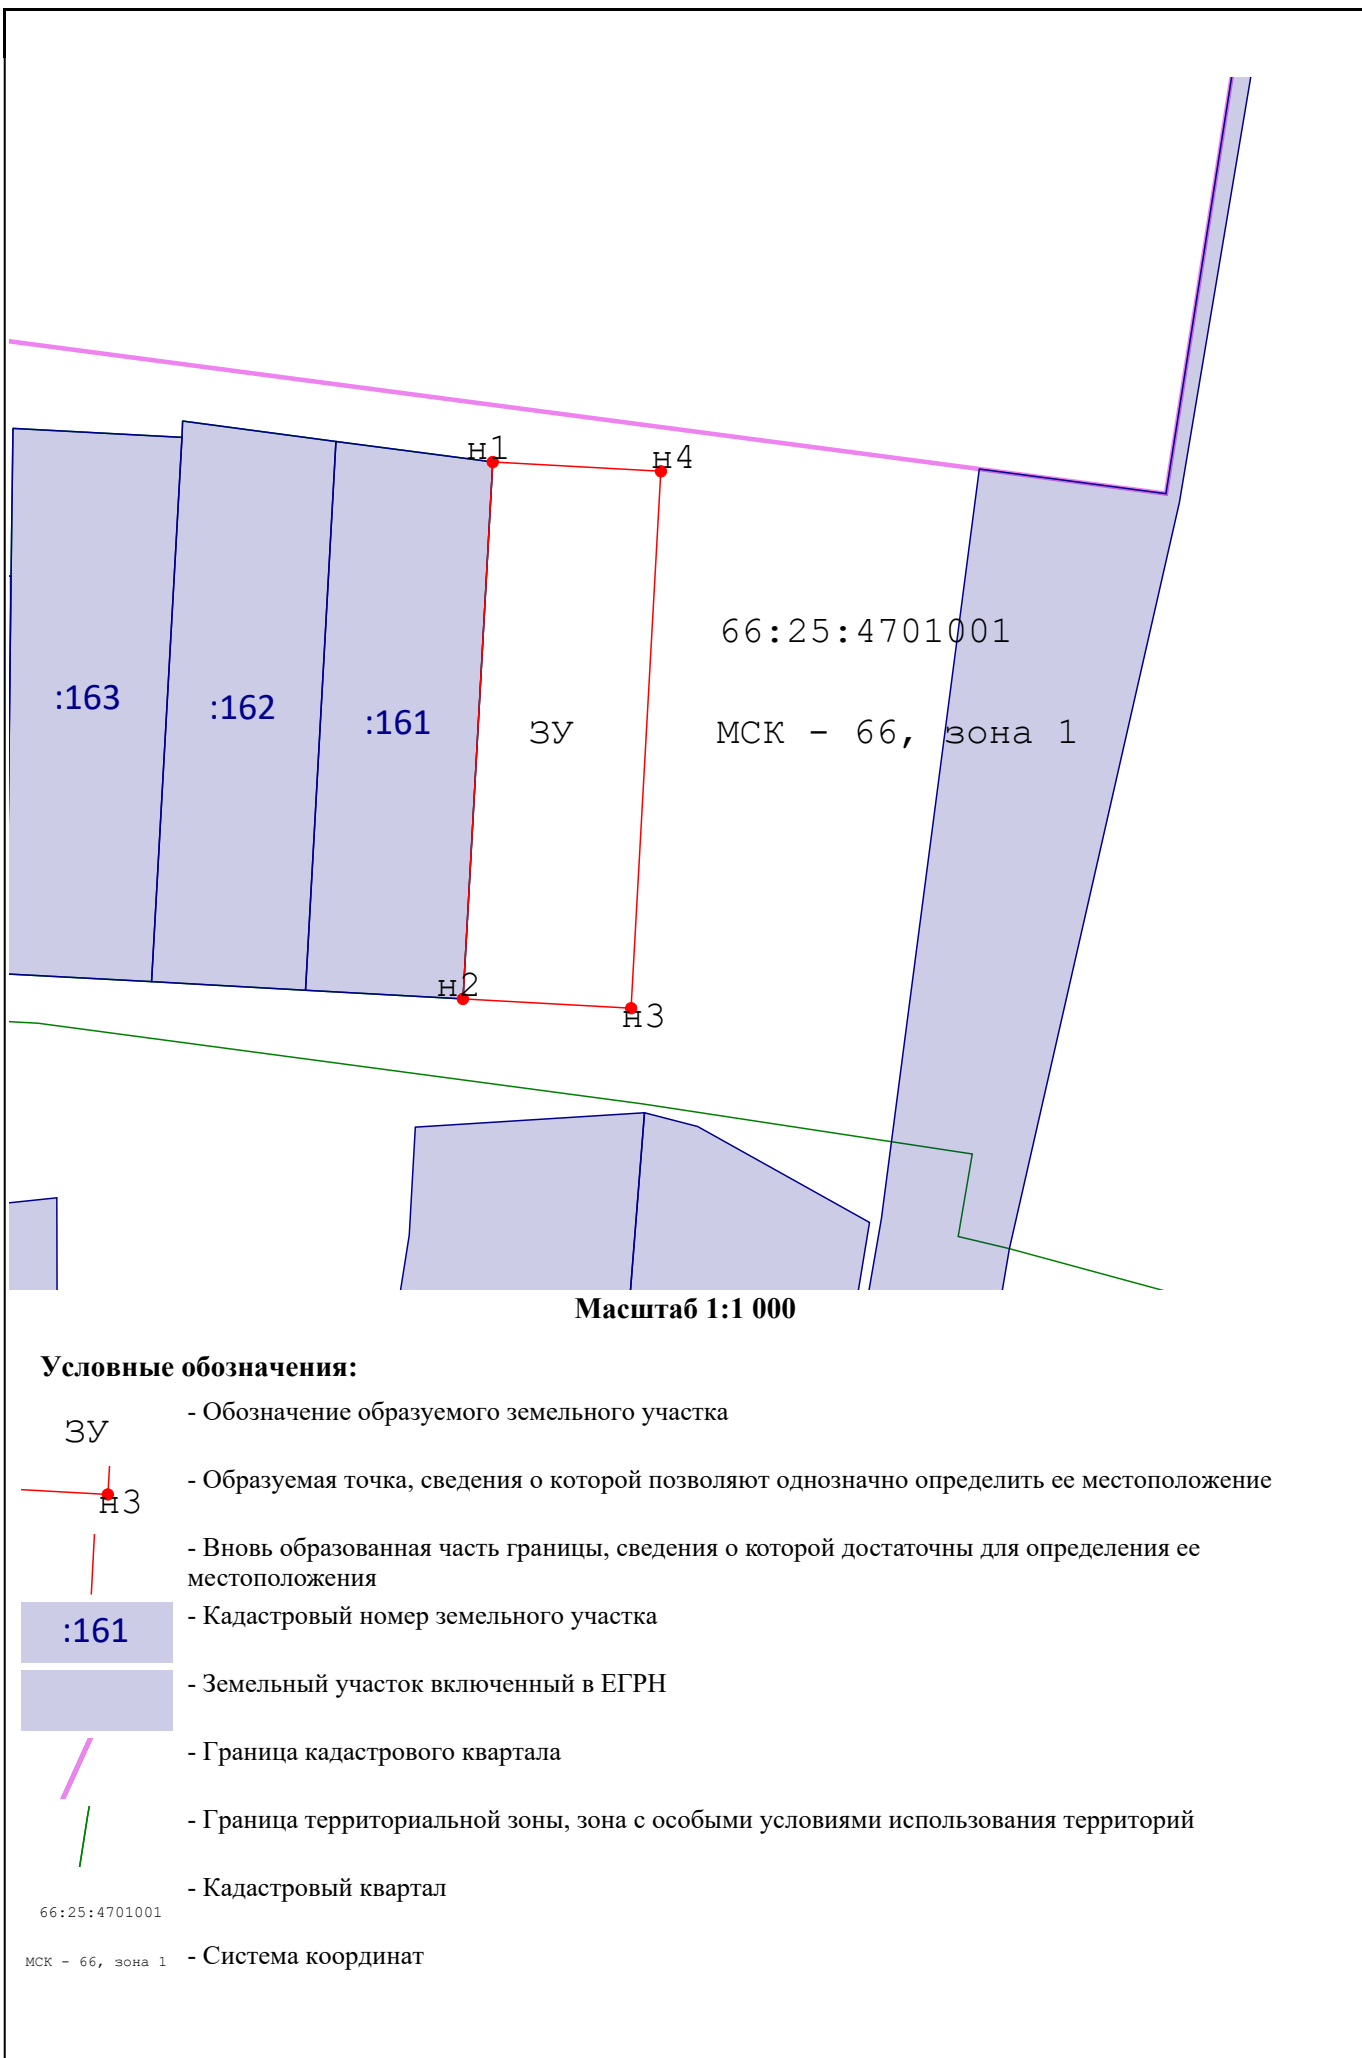 н1
н4
66:25:4701001
:163
:162
:161
ЗУ
МСК - 66, зона 1
н2
н3
Масштаб 1:1 000
Условные обозначения:
ЗУ
- Обозначение образуемого земельного участка
- Образуемая точка, сведения о которой позволяют однозначно определить ее местоположение
н3
- Вновь образованная часть границы, сведения о которой достаточны для определения ее
местоположения
:161
- Кадастровый номер земельного участка
- Земельный участок включенный в ЕГРН
- Граница кадастрового квартала
- Граница территориальной зоны, зона с особыми условиями использования территорий
- Кадастровый квартал
66:25:4701001
МСК - 66, зона 1
- Система координат